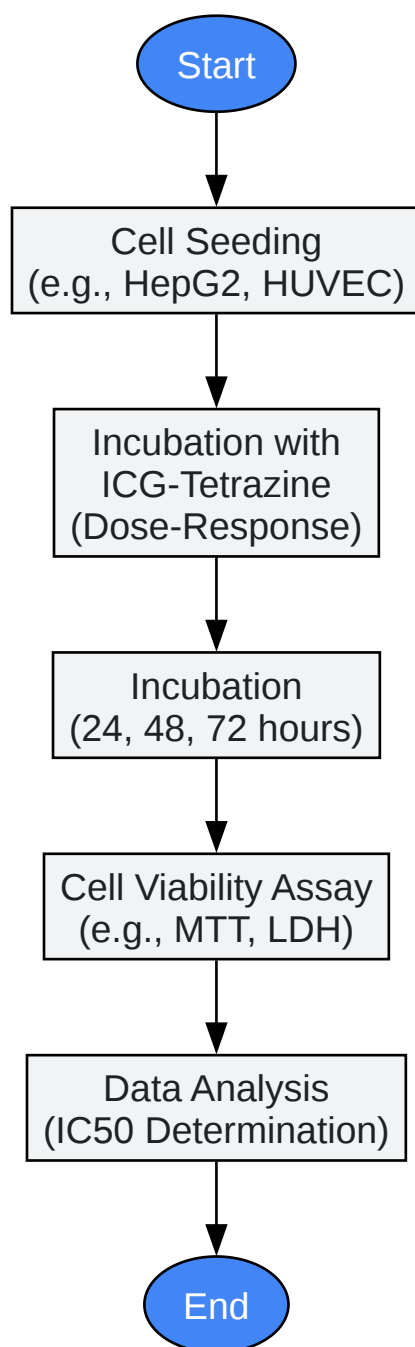 Start
Cell Seeding
(e.g., HepG2, HUVEC)
Incubation with
ICG-Tetrazine
(Dose-Response)
Incubation
(24, 48, 72 hours)
Cell Viability Assay
(e.g., MTT, LDH)
Data Analysis
(IC50 Determination)
End